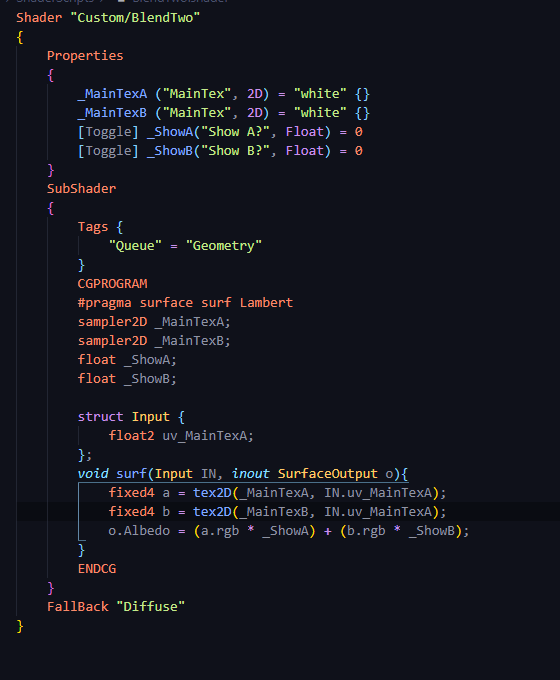 Shader "Custom/BlendTwo"
{
Properties
{
_MainTexA ("MainTex", 2D) = "white" {}
_MainTexB ("MainTex", 2D) = "white" {}
[Toggle] _ShowA("Show A?", Float) = 0
[Toggle] _ShowB("Show B?", Float) = 0
}
SubShader
{
Tags {
"Queue" = "Geometry"
}
CGPROGRAM
#pragma surface surf Lambert
sampler2D _MainTexA;
sampler2D _MainTexB;
float _ShowA;
float _ShowB;
struct Input {
float2 uv_MainTexA;
};
void surf(Input IN, inout SurfaceOutput o){
fixed4 a = tex2D(_MainTexA, IN.uv_MainTexA);
fixed4 b = tex2D(_MainTexB, IN.uv_MainTexA);
o.Albedo = (a.rgb * _ShowA) + (b.rgb * _ShowB);
}
ENDCG
}
FallBack "Diffuse"
}